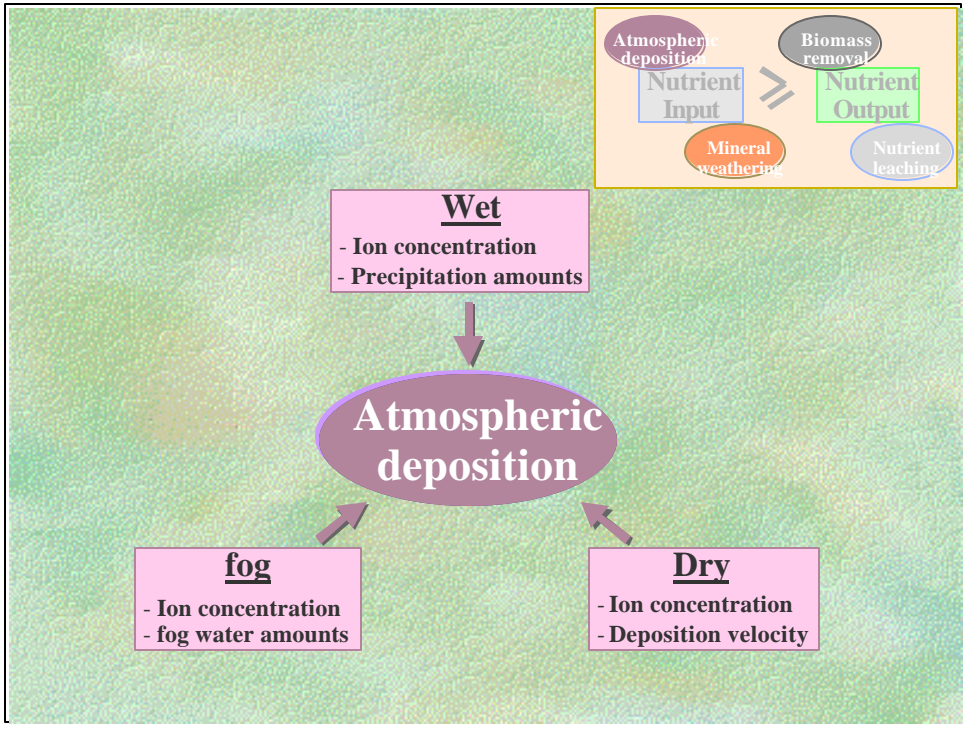 Atmospheric
deposition
Biomass
removal
Nutrient
Input
≥
Nutrient
Output
Mineral
weathering
Nutrient
leaching
Wet
- Ion concentration
- Precipitation amounts
Atmospheric
deposition
fog
- Ion concentration
- fog water amounts
Dry
- Ion concentration
- Deposition velocity